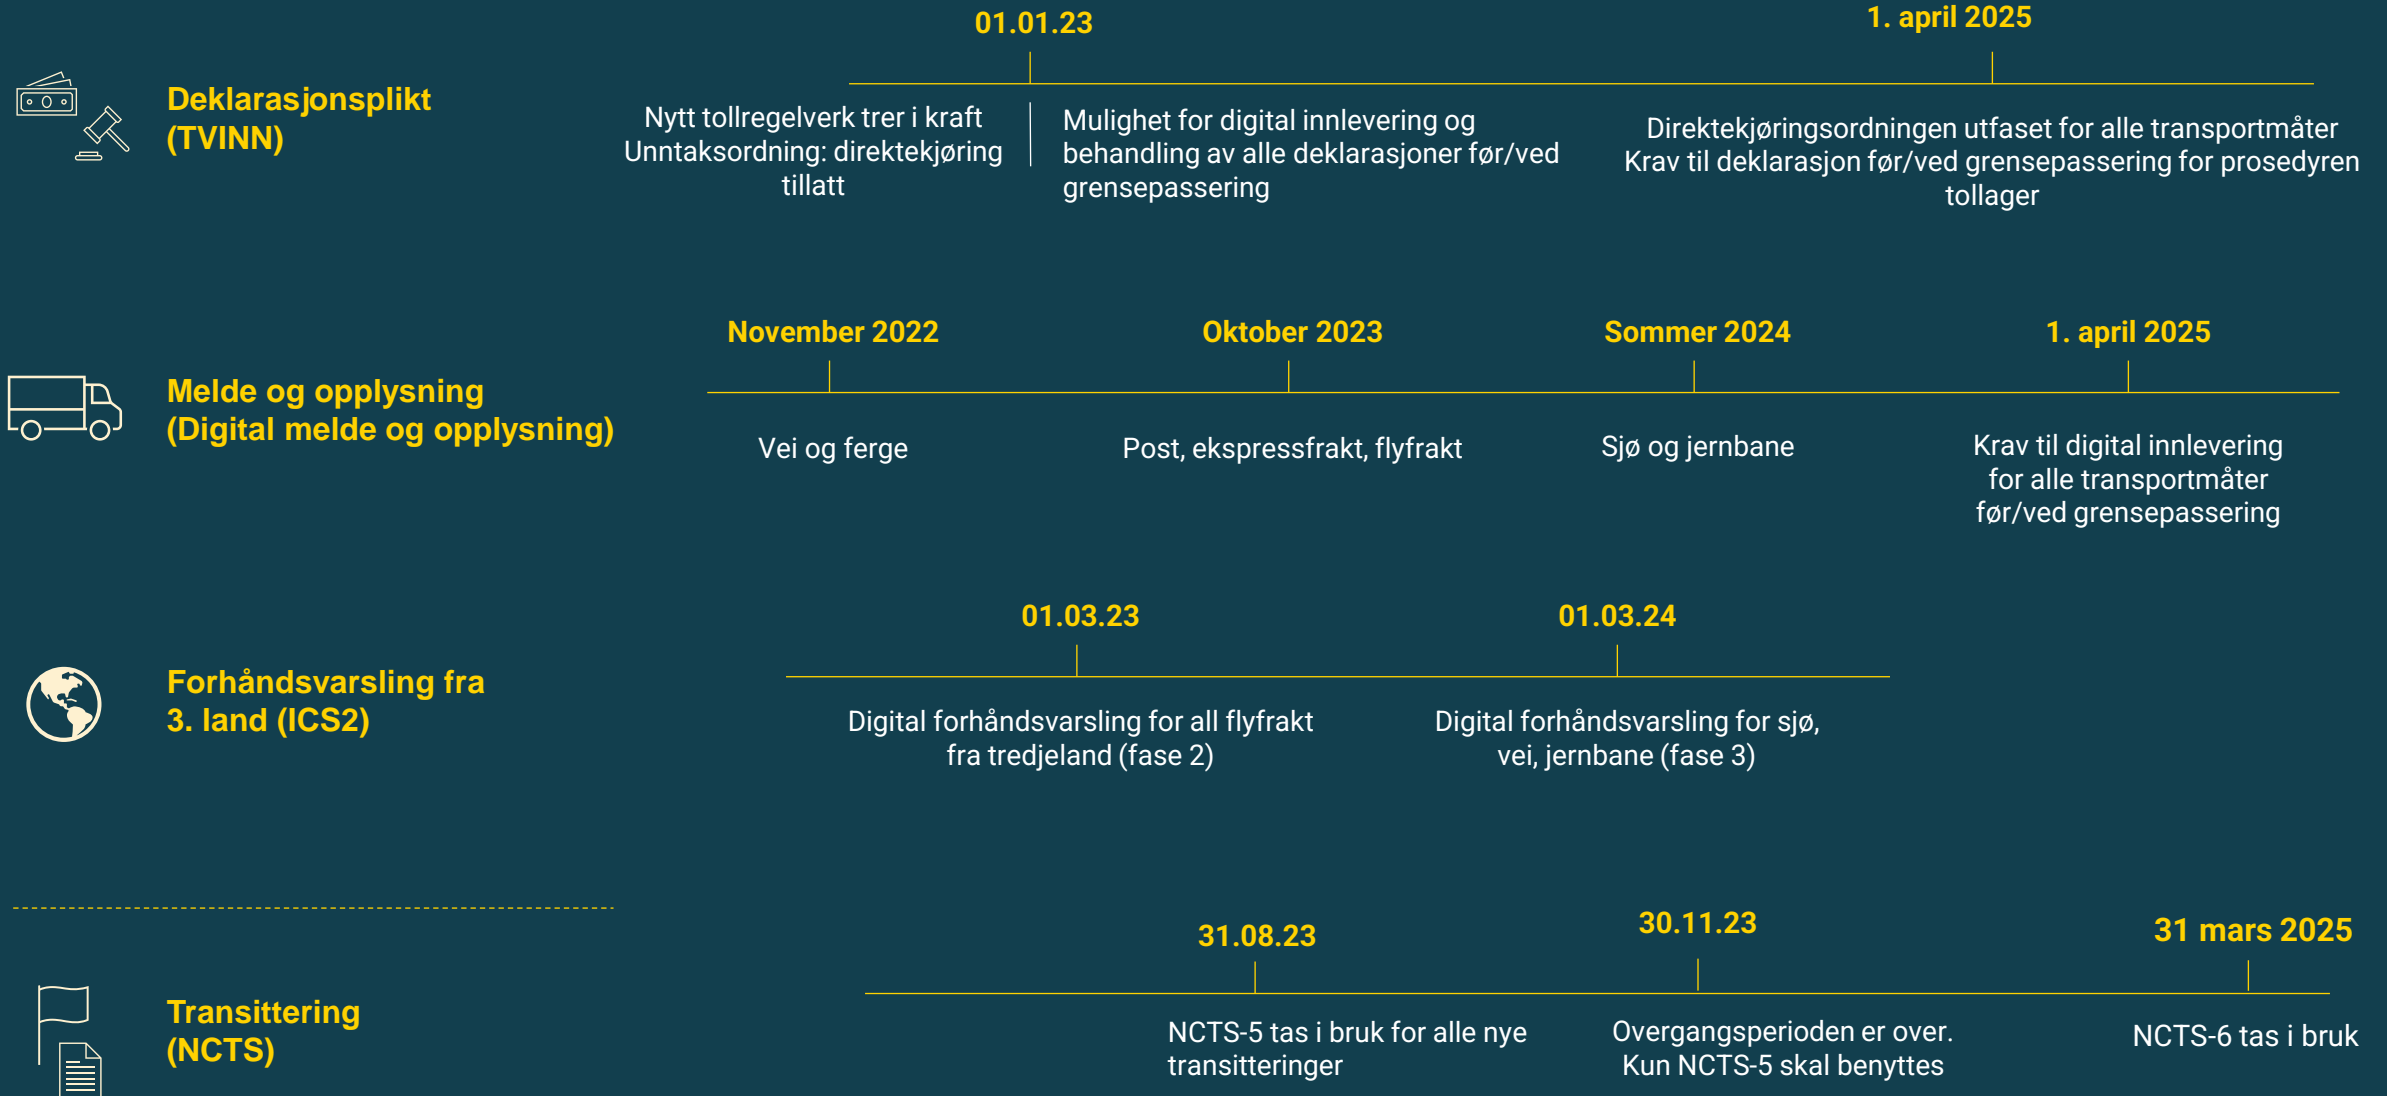 01.01.23
1. april 2025
Deklarasjonsplikt
(TVINN)
Nytt tollregelverk trer i kraft
Unntaksordning: direktekjøring
tillatt
Mulighet for digital innlevering og
behandling av alle deklarasjoner før/ved
grensepassering
Direktekjøringsordningen utfaset for alle transportmåter
Krav til deklarasjon før/ved grensepassering for prosedyren
tollager
November 2022
Oktober 2023
Sommer 2024
1. april 2025
Melde og opplysning
(Digital melde og opplysning)
Vei og ferge
Post, ekspressfrakt, flyfrakt
Sjø og jernbane
Krav til digital innlevering
for alle transportmåter
før/ved grensepassering
01.03.23
01.03.24
Forhåndsvarsling fra
3. land (ICS2)
Digital forhåndsvarsling for all flyfrakt
fra tredjeland (fase 2)
Digital forhåndsvarsling for sjø,
vei, jernbane (fase 3)
31.08.23
30.11.23
31 mars 2025
Transittering
(NCTS)
NCTS-5 tas i bruk for alle nye
transitteringer
Overgangsperioden er over.
Kun NCTS-5 skal benyttes
NCTS-6 tas i bruk